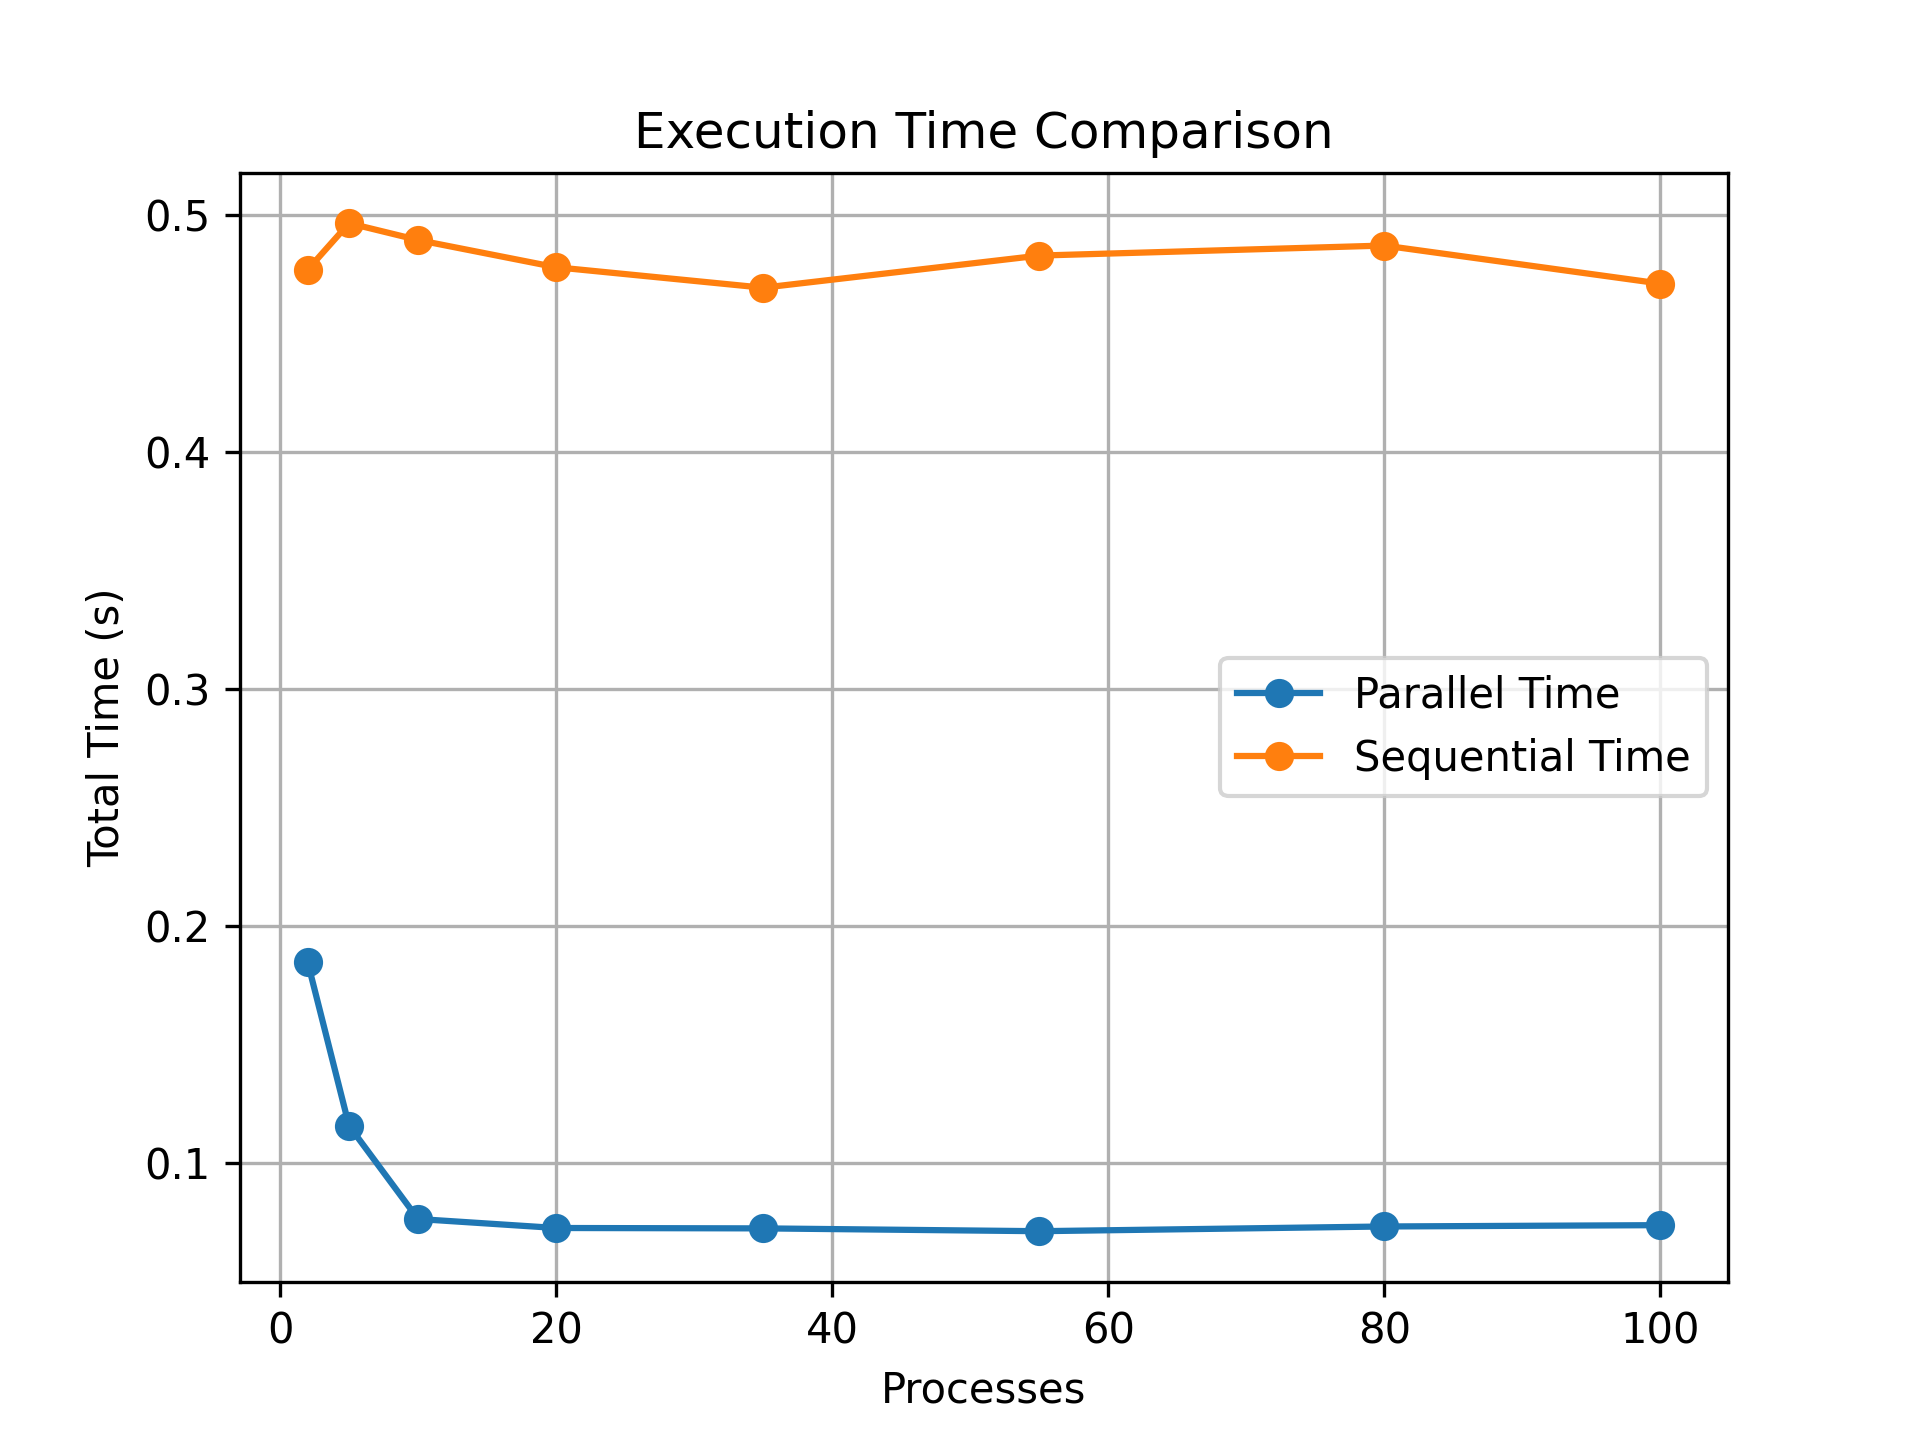 Execution Time Comparison
Total Time (s)
0.5
0.4
0.3
0.2
0.1
Parallel Time
Sequential Time
0 20 40 60 80 100
Processes